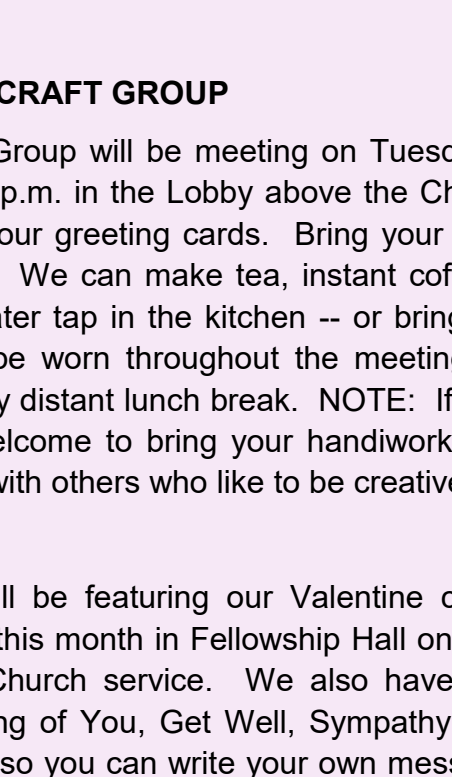 CRAFT GROUP
Group will be meeting on Tuesd
p.m. in the Lobby above the Ch
our greeting cards. Bring your
We can make tea, instant cof
ater tap in the kitchen -- or bring
be worn throughout the meeting
y distant lunch break. NOTE: If
elcome to bring your handiwork
with others who like to be creative
ll be featuring our Valentine c
this month in Fellowship Hall on
Church service. We also have
ng of You, Get Well, Sympathy
so you can write your own mess